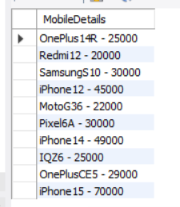 MobileDetails
OnePlus14R - 25000
Redmi12 - 20000
SamsungS10 - 30000
iPhone12 - 45000
MotoG36 - 22000
Pixel6A - 30000
iPhone14 - 49000
IQZ6 - 25000
OnePlusCE5 - 29000
iPhone15 - 70000